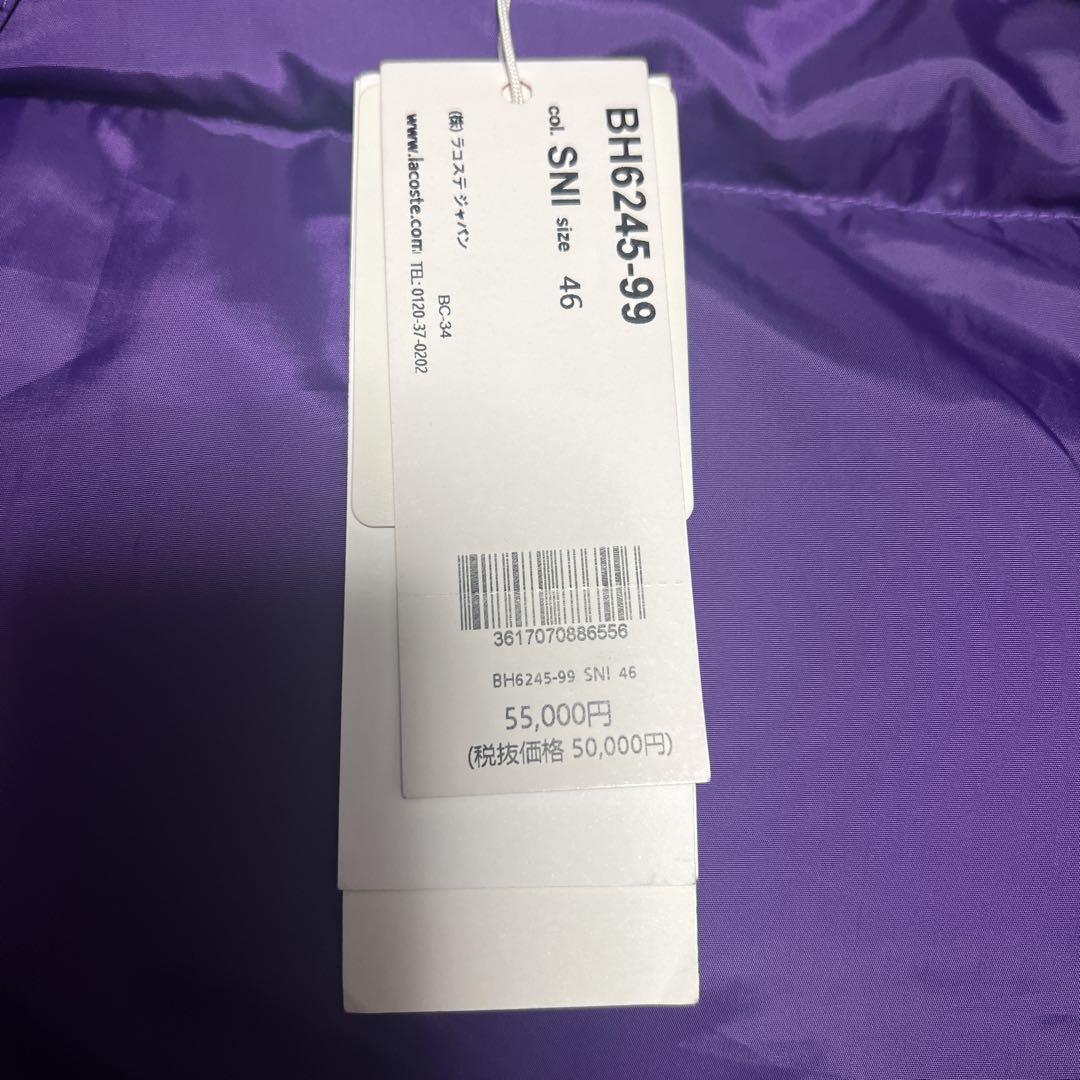 BH6245-99
col. SNI size 46
(株) ラコステ ジャパン BC-34
www.lacoste.com TEL: 0120-37-0202
3617070886556
BH6245-99 SNI 46
55,000円
(税抜価格 50,000円)